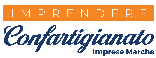 IMPRENDERE
Confartigianato
Imprese Marche